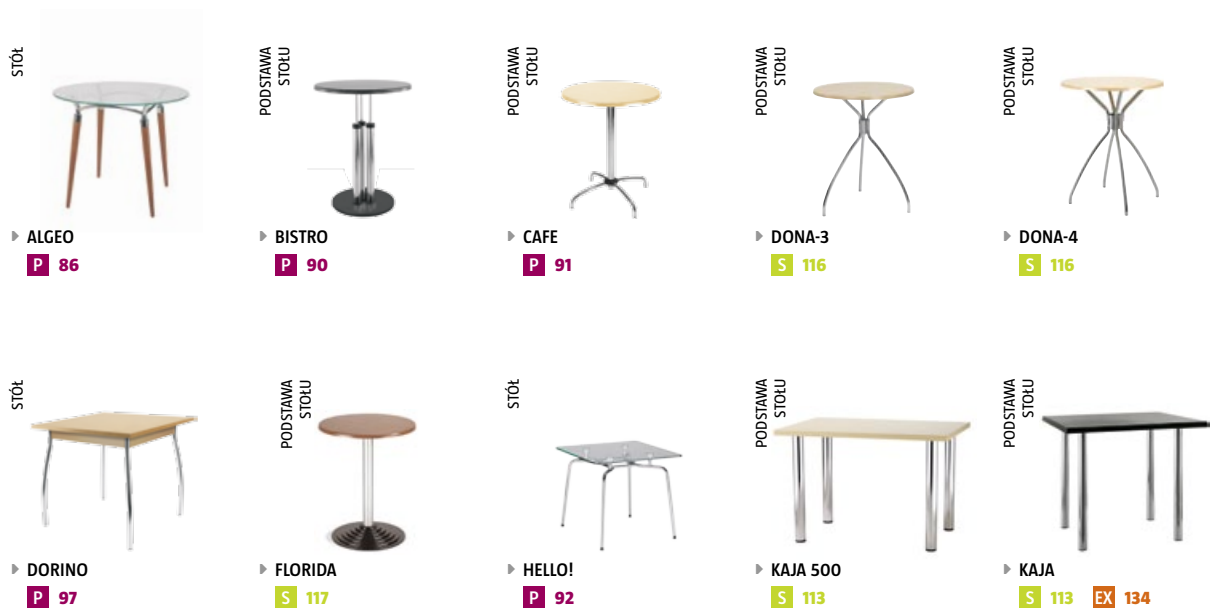 STÓŁ
ALGEO
P 86
PODSTAWA
STOŁU
BISTRO
P 90
PODSTAWA
STOŁU
CAFE
P 91
PODSTAWA
STOŁU
DONA-3
S 116
PODSTAWA
STOŁU
DONA-4
S 116
STÓŁ
DORINO
P 97
PODSTAWA
STOŁU
FLORIDA
S 117
STÓŁ
HELLO!
P 92
PODSTAWA
STOŁU
KAJA 500
S 113
PODSTAWA
STOŁU
KAJA
S 113 EX 134